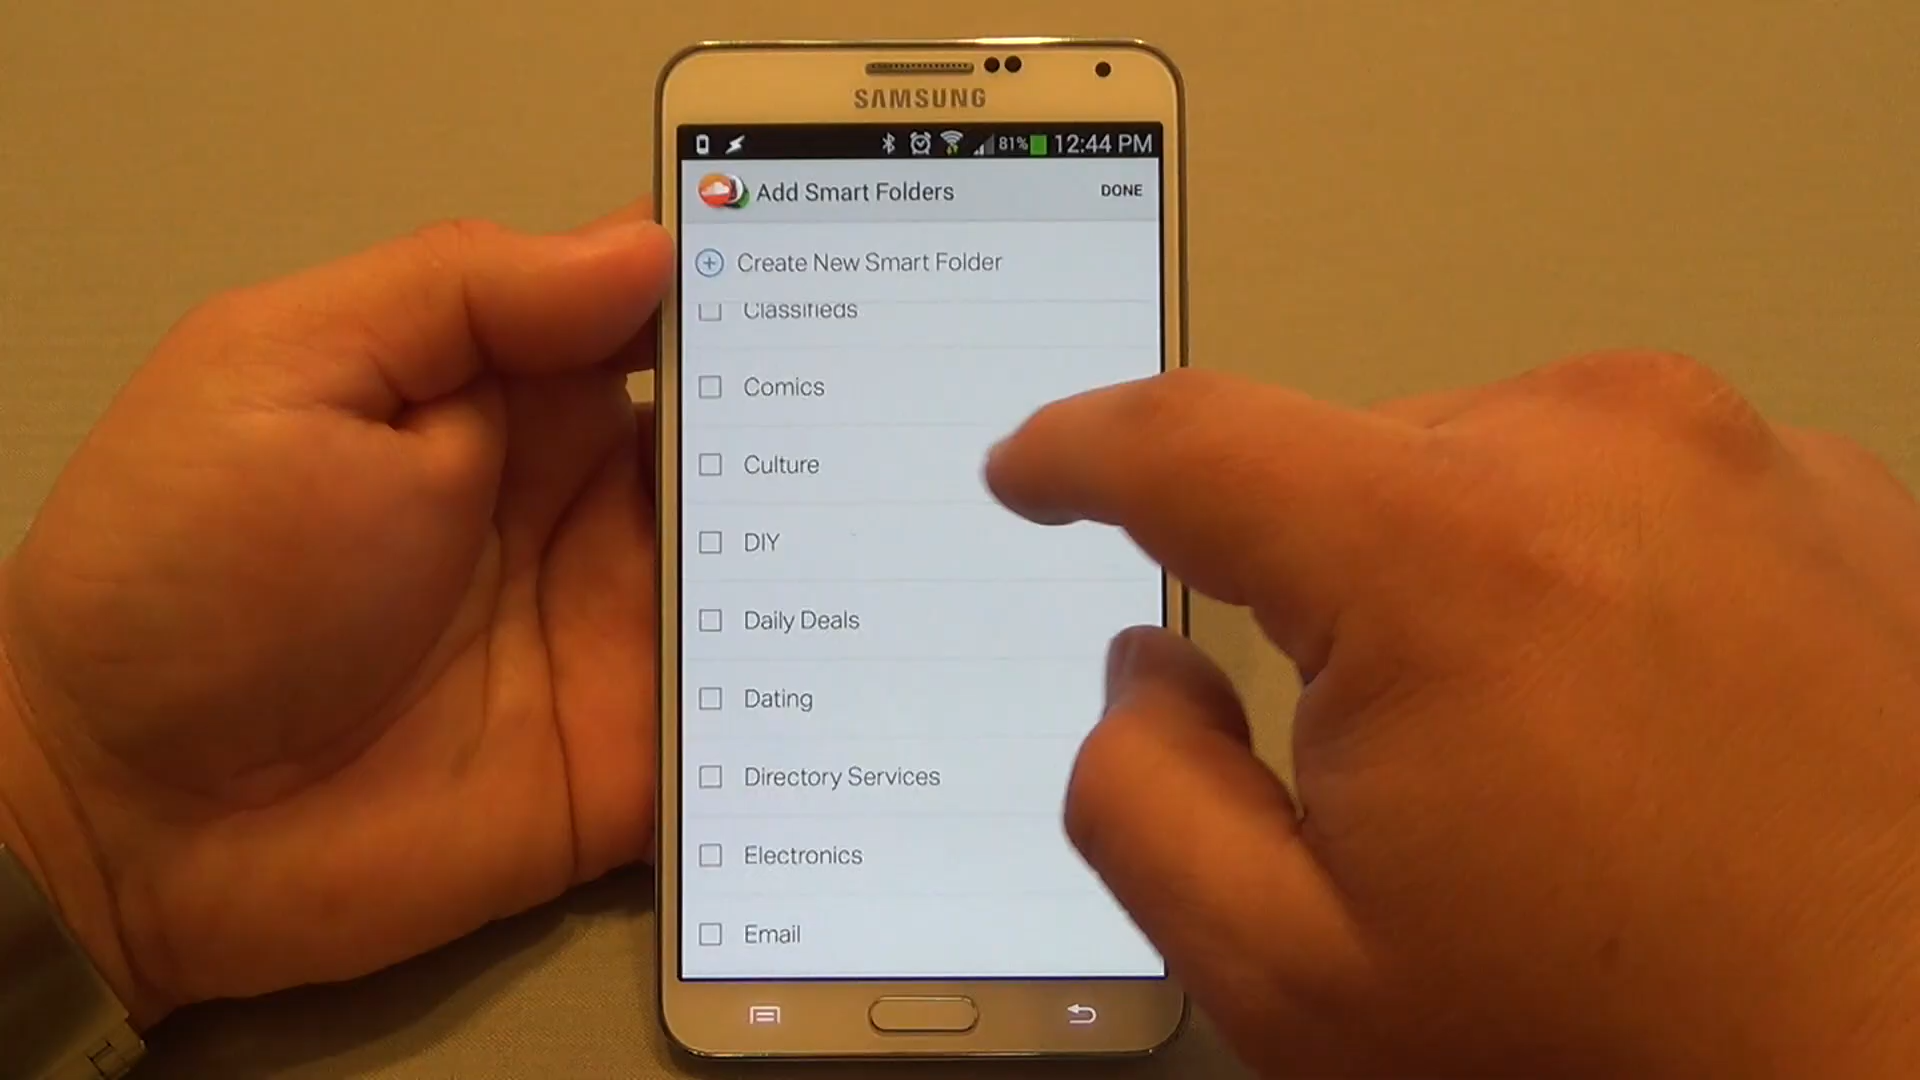 SAMSUNG
81% 12:44 PM
Add Smart Folders DONE
Create New Smart Folder
Classifieds
Comics
Culture
DIY
Daily Deals
Dating
Directory Services
Electronics
Email